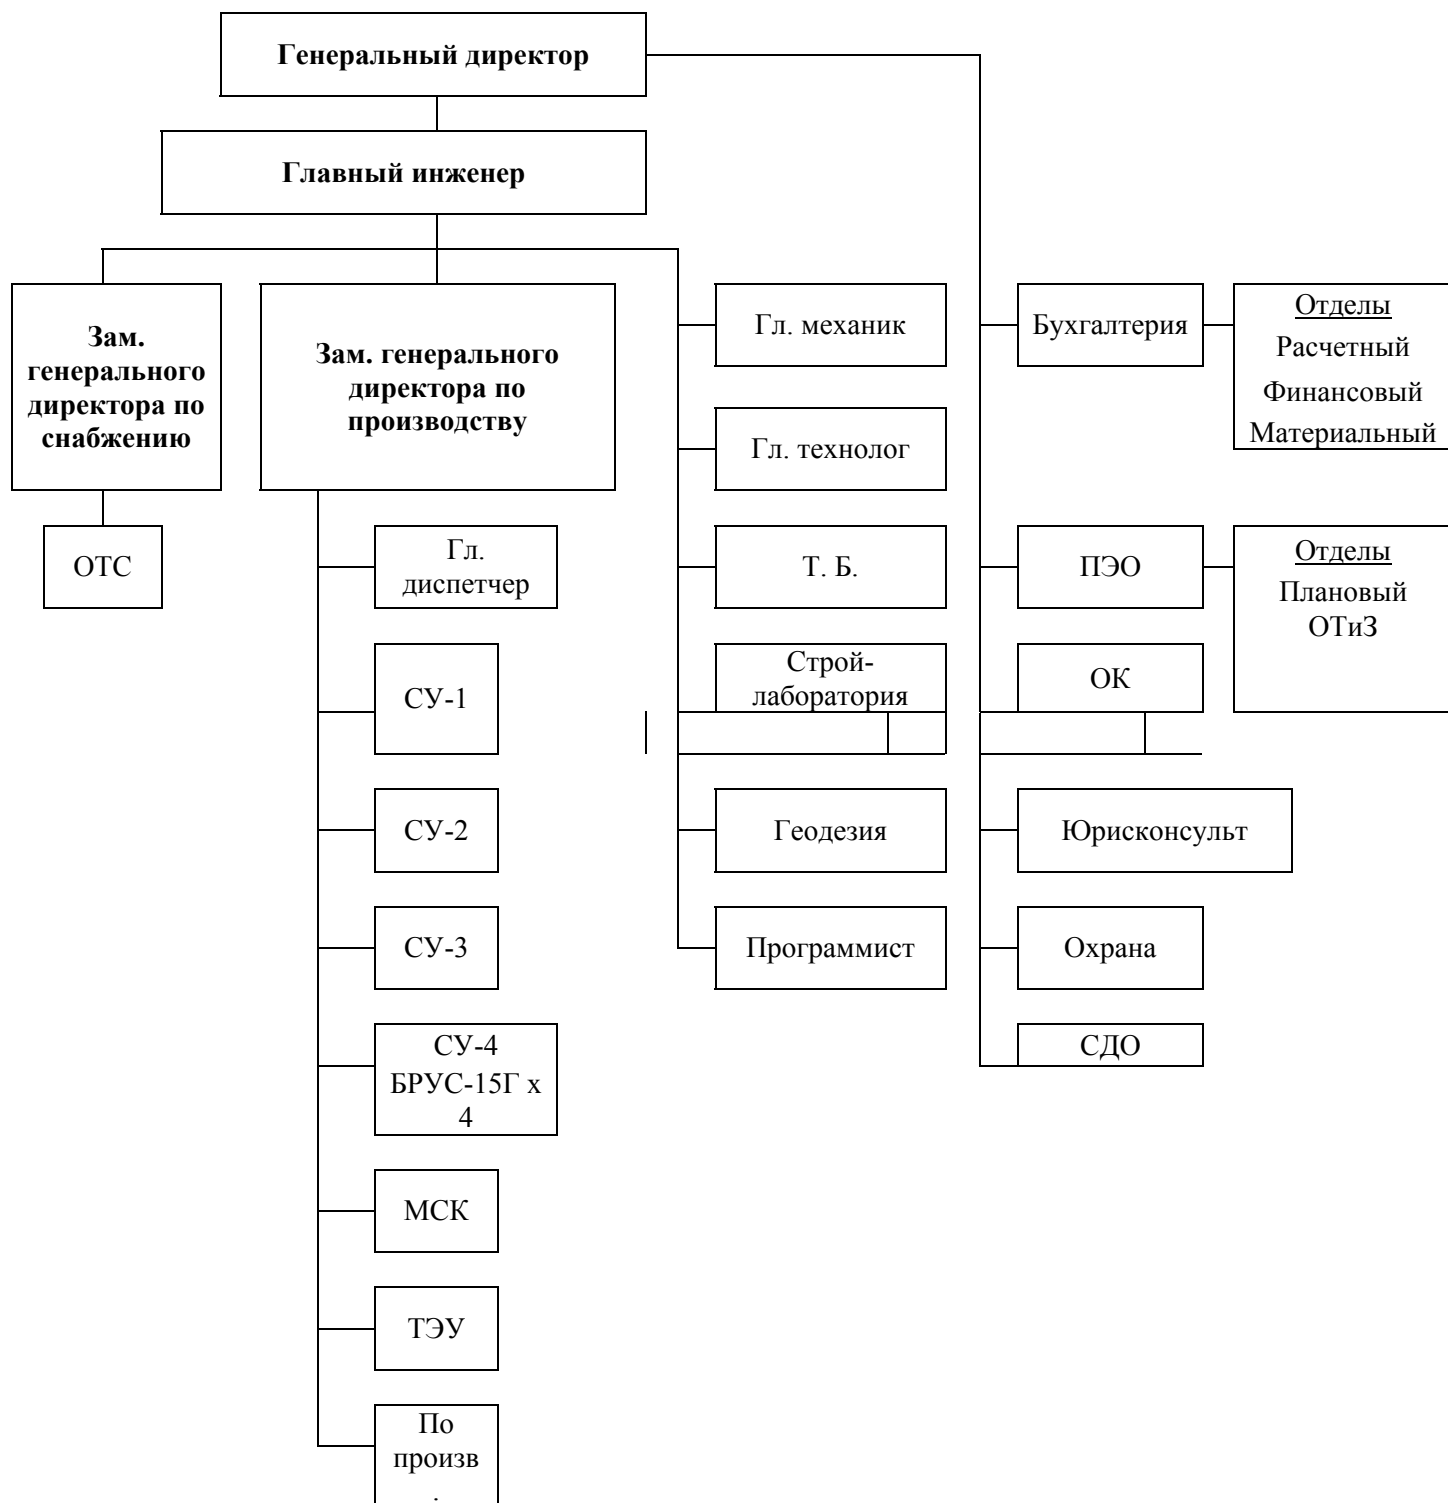 Генеральный директор
Главный инженер
Зам.
генерального
директора по
снабжению
Зам. генерального
директора по
производству
Гл. механик
Бухгалтерия
Отделы
Расчетный
Финансовый
Материальный
Гл. технолог
ОТС
Гл.
диспетчер
Т. Б.
ПЭО
Отделы
Плановый
ОТиЗ
СУ-1
Строй-
лаборатория
ОК
СУ-2
Геодезия
Юрисконсульт
СУ-3
Программист
Охрана
СУ-4
БРУС-15Г х
4
СДО
МСК
ТЭУ
По
произв
.